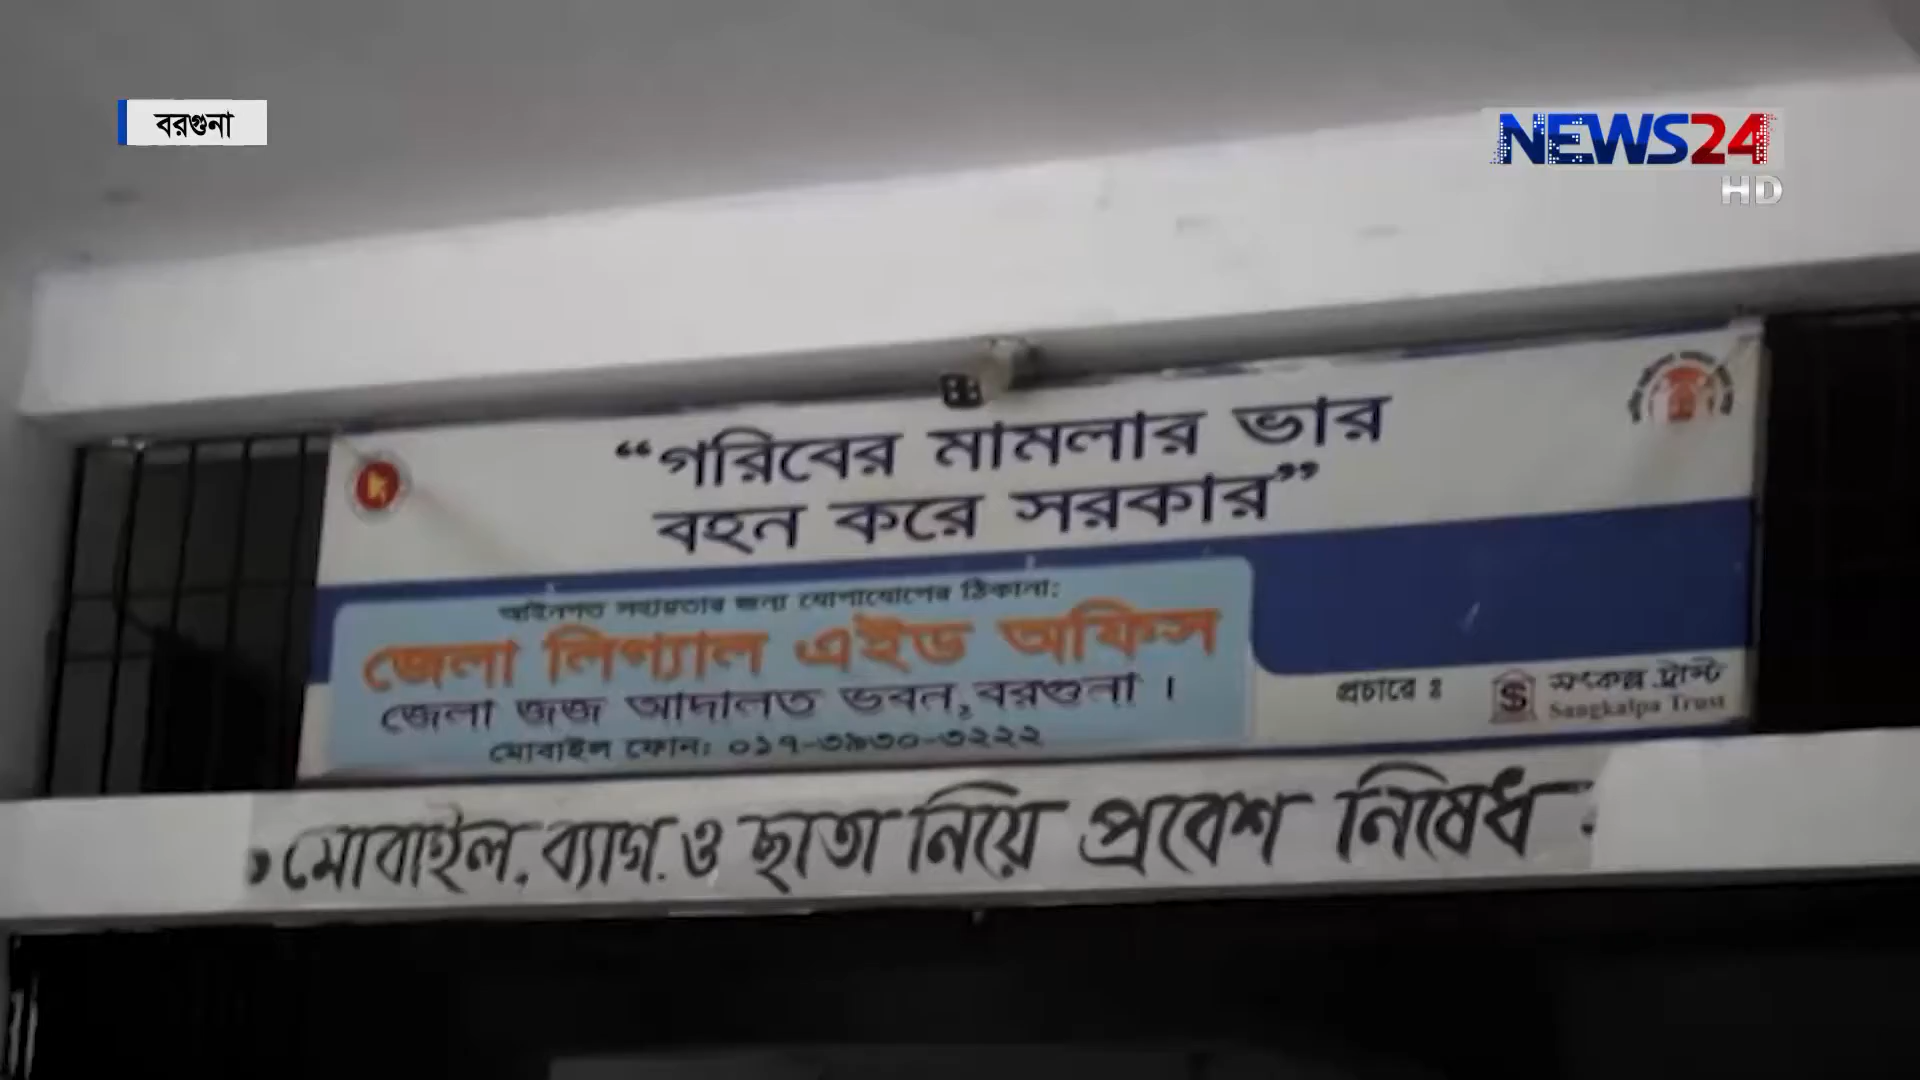 বরগুনা
NEWS24
HD
“গরিবের মামলার ভার
বহন করে সরকার”
আইনগত সহায়তার জন্য যোগাযোগের ঠিকানা:
জেলা লিগ্যাল এইড অফিস
জেলা জজ আদালত ভবন, বরগুনা ।
মোবাইল ফোন: ০১৭-৩৯৩০-৩২২২
প্রচারে ঃ
সংকল্প ট্রাস্ট
Sangkalpa Trust
মোবাইল, ব্যাগ. ও ছাতা নিয়ে প্রবেশ নিষেধ